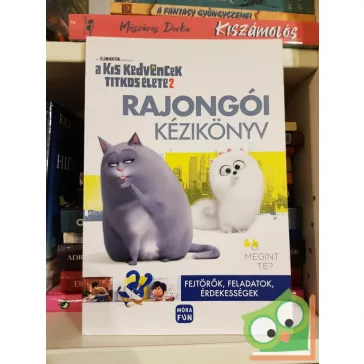 A FANTASY GYÖNGYSZEMEI
Mészáros Dorka KISZÁMOLÓS
ILLUMINATION
a KIS KEDVENCEK
TITKOS ÉLETE 2
RAJONGÓI
KÉZIKÖNYV
MEGINT
TE?
FEJTÖRŐK, FELADATOK,
ÉRDEKESSÉGEK
MÓRA
FUN